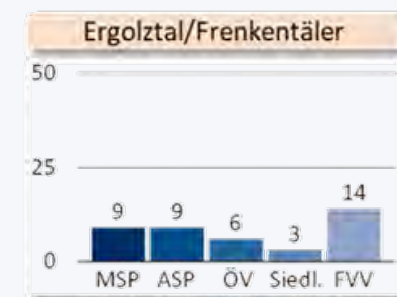 Ergolztal/Frenkentäler
50
25
14
9 9 6 3
0
MSP ASP ÖV Siedl. FVV